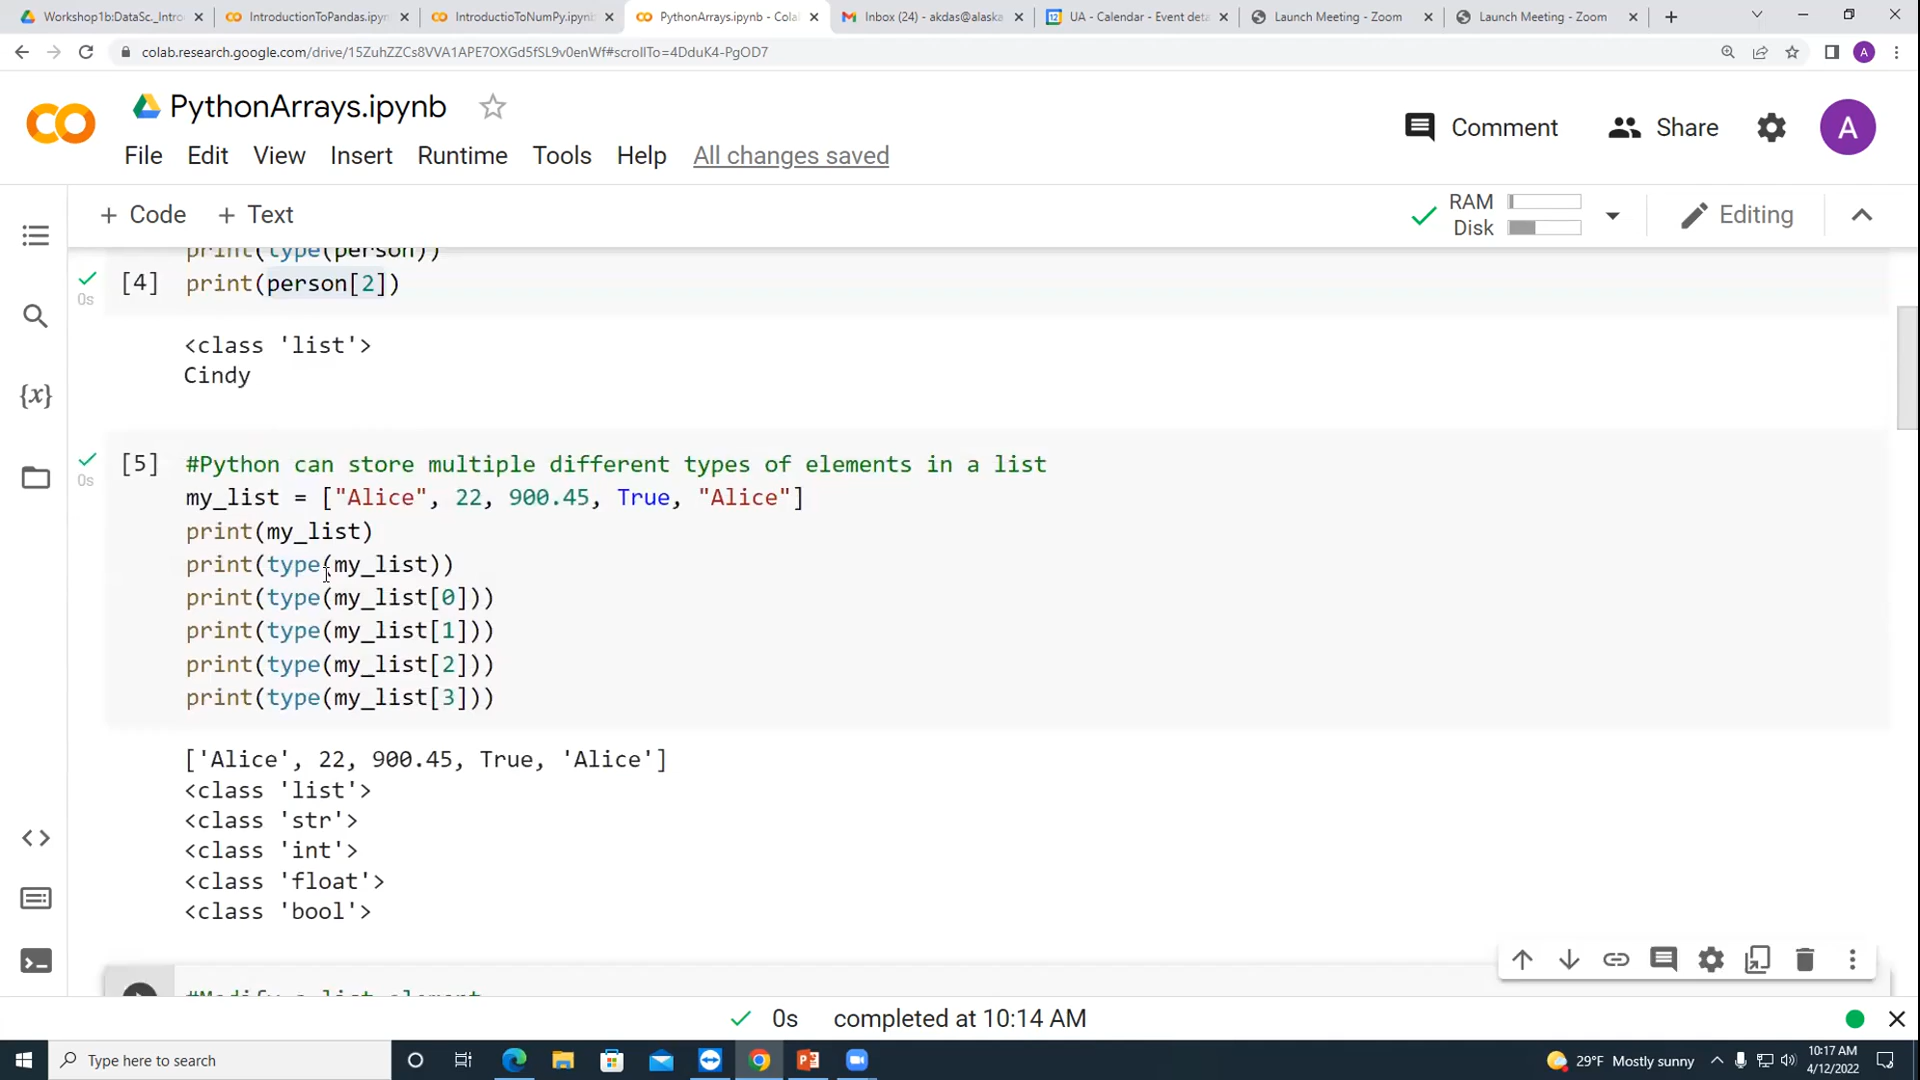 Workshop1b:DataSc._Intro
IntroductionToPandas.ipyn
IntroductioToNumPy.ipynb
PythonArrays.ipynb - Cola
Inbox (24) - akdas@alaska
UA - Calendar - Event deta
Launch Meeting - Zoom
Launch Meeting - Zoom
colab.research.google.com/drive/15ZuhZZCs8VVA1APE7OXGd5fSL9v0enWf#scrollTo=4DduK4-PgOD7
A
CO
PythonArrays.ipynb
Comment
Share
A
File Edit View Insert Runtime Tools Help All changes saved
+ Code + Text
RAM
Disk
Editing
print(type(person))
[4] print(person[2])
0s
<class 'list'>
Cindy
{x}
[5] #Python can store multiple different types of elements in a list
0s
my_list = ["Alice", 22, 900.45, True, "Alice"]
print(my_list)
print(type(my_list))
print(type(my_list[0]))
print(type(my_list[1]))
print(type(my_list[2]))
print(type(my_list[3]))
['Alice', 22, 900.45, True, 'Alice']
<class 'list'>
<class 'str'>
<class 'int'>
<class 'float'>
<class 'bool'>
#Modify a list element
0s completed at 10:14 AM
Type here to search
29°F Mostly sunny
10:17 AM
4/12/2022